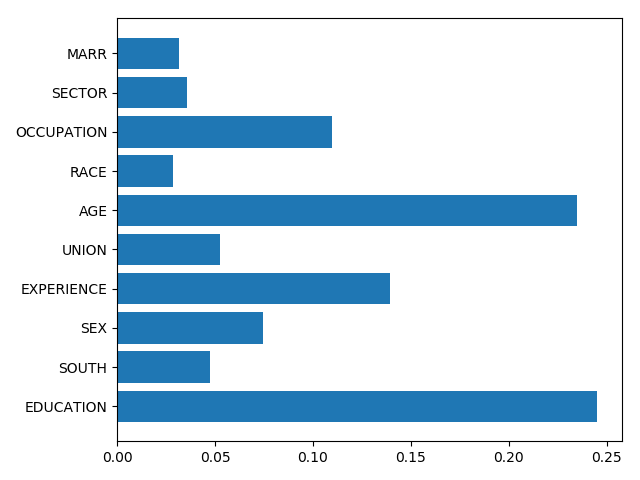 MARR
SECTOR
OCCUPATION
RACE
AGE
UNION
EXPERIENCE
SEX
SOUTH
EDUCATION
0.00 0.05 0.10 0.15 0.20 0.25